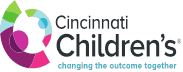 Cincinnati
Children's®
changing the outcome together